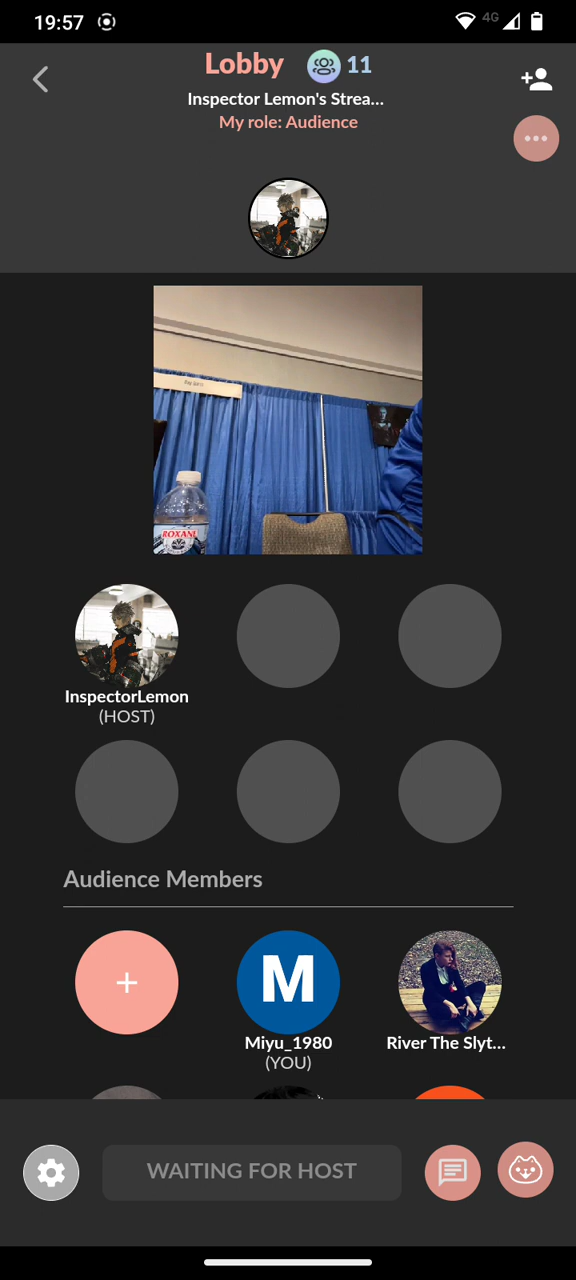 19:57
4G
Lobby 11
Inspector Lemon's Strea...
My role: Audience
ROXANE
InspectorLemon
(HOST)
Audience Members
+
M
Miyu_1980
(YOU)
River The Slyt...
WAITING FOR HOST